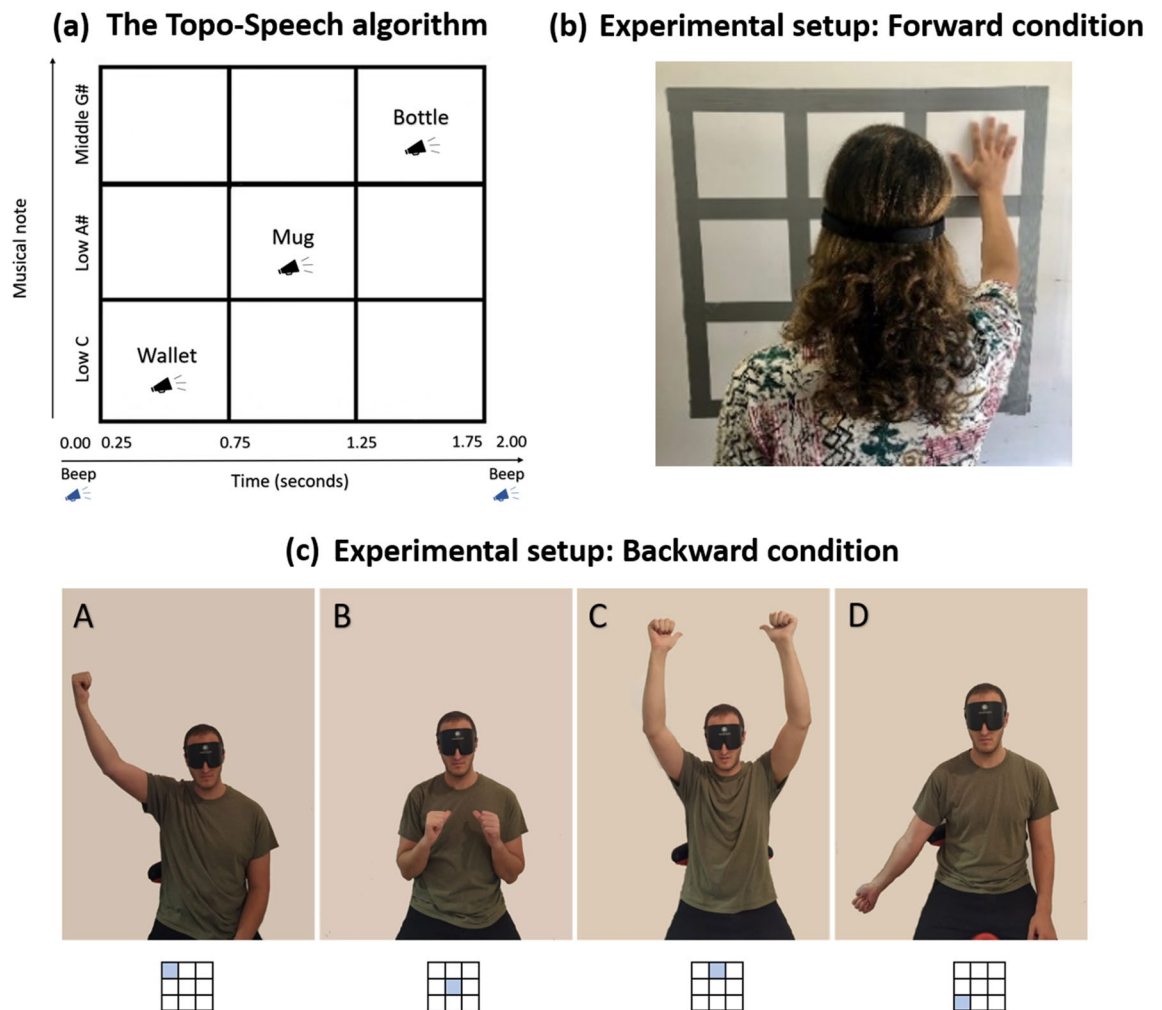 (a) The Topo-Speech algorithm
Musical note
Middle G#
Low A#
Low C
Bottle
Mug
Wallet
0.00 0.25 0.75 1.25 1.75 2.00
Beep Time (seconds) Beep
(b) Experimental setup: Forward condition
(c) Experimental setup: Backward condition
A B C D